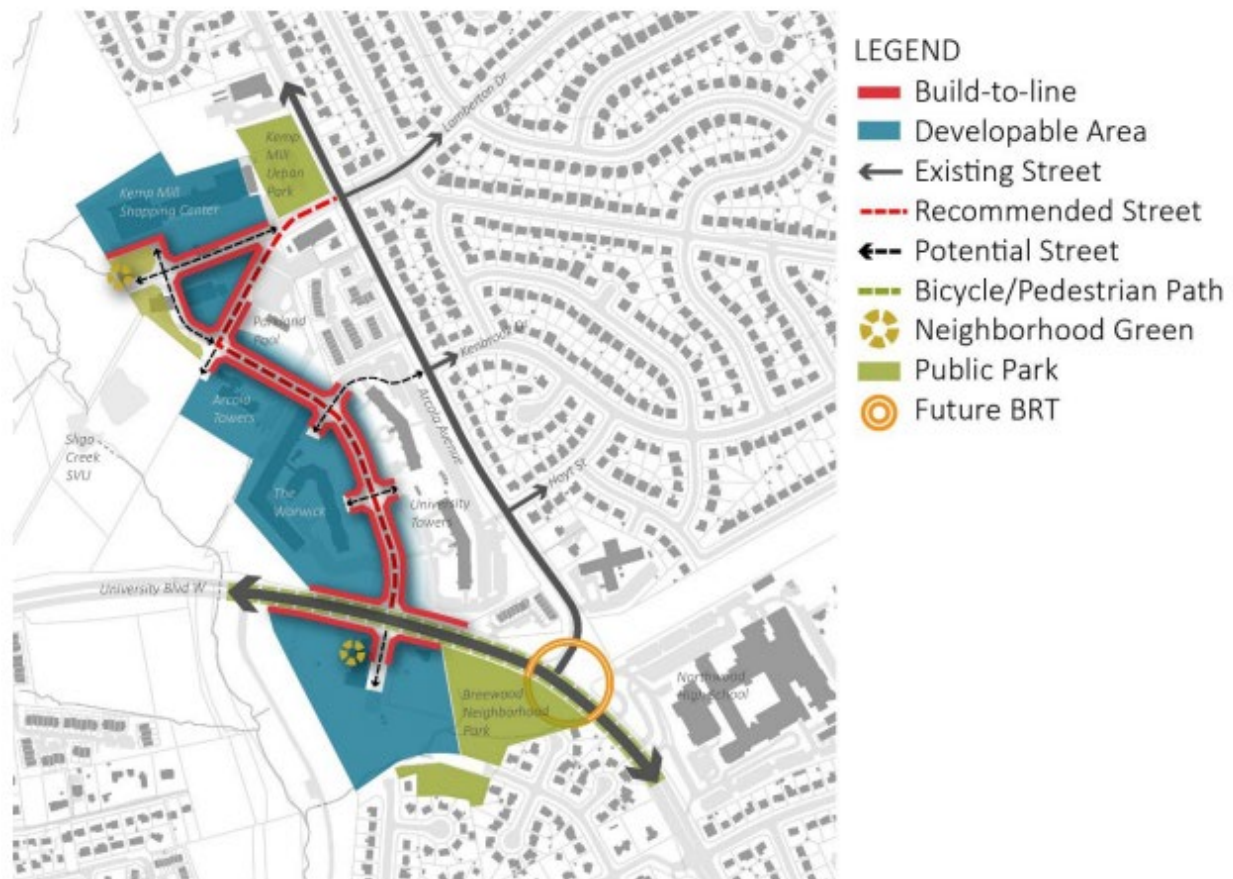 Lamberton Dr
Kemp
Mill
Urban
Park
Kemp Mill
Shopping Center
Parkland
Pool
Kenbrook Dr
Arcola
Towers
Arcola Avenue
Sligo
Creek
SVU
Hoyt St
The
Warwick
University
Towers
University Blvd W
Northwood
High School
Breewood
Neighborhood
Park
LEGEND
Build-to-line
Developable Area
Existing Street
Recommended Street
Potential Street
Bicycle/Pedestrian Path
Neighborhood Green
Public Park
Future BRT